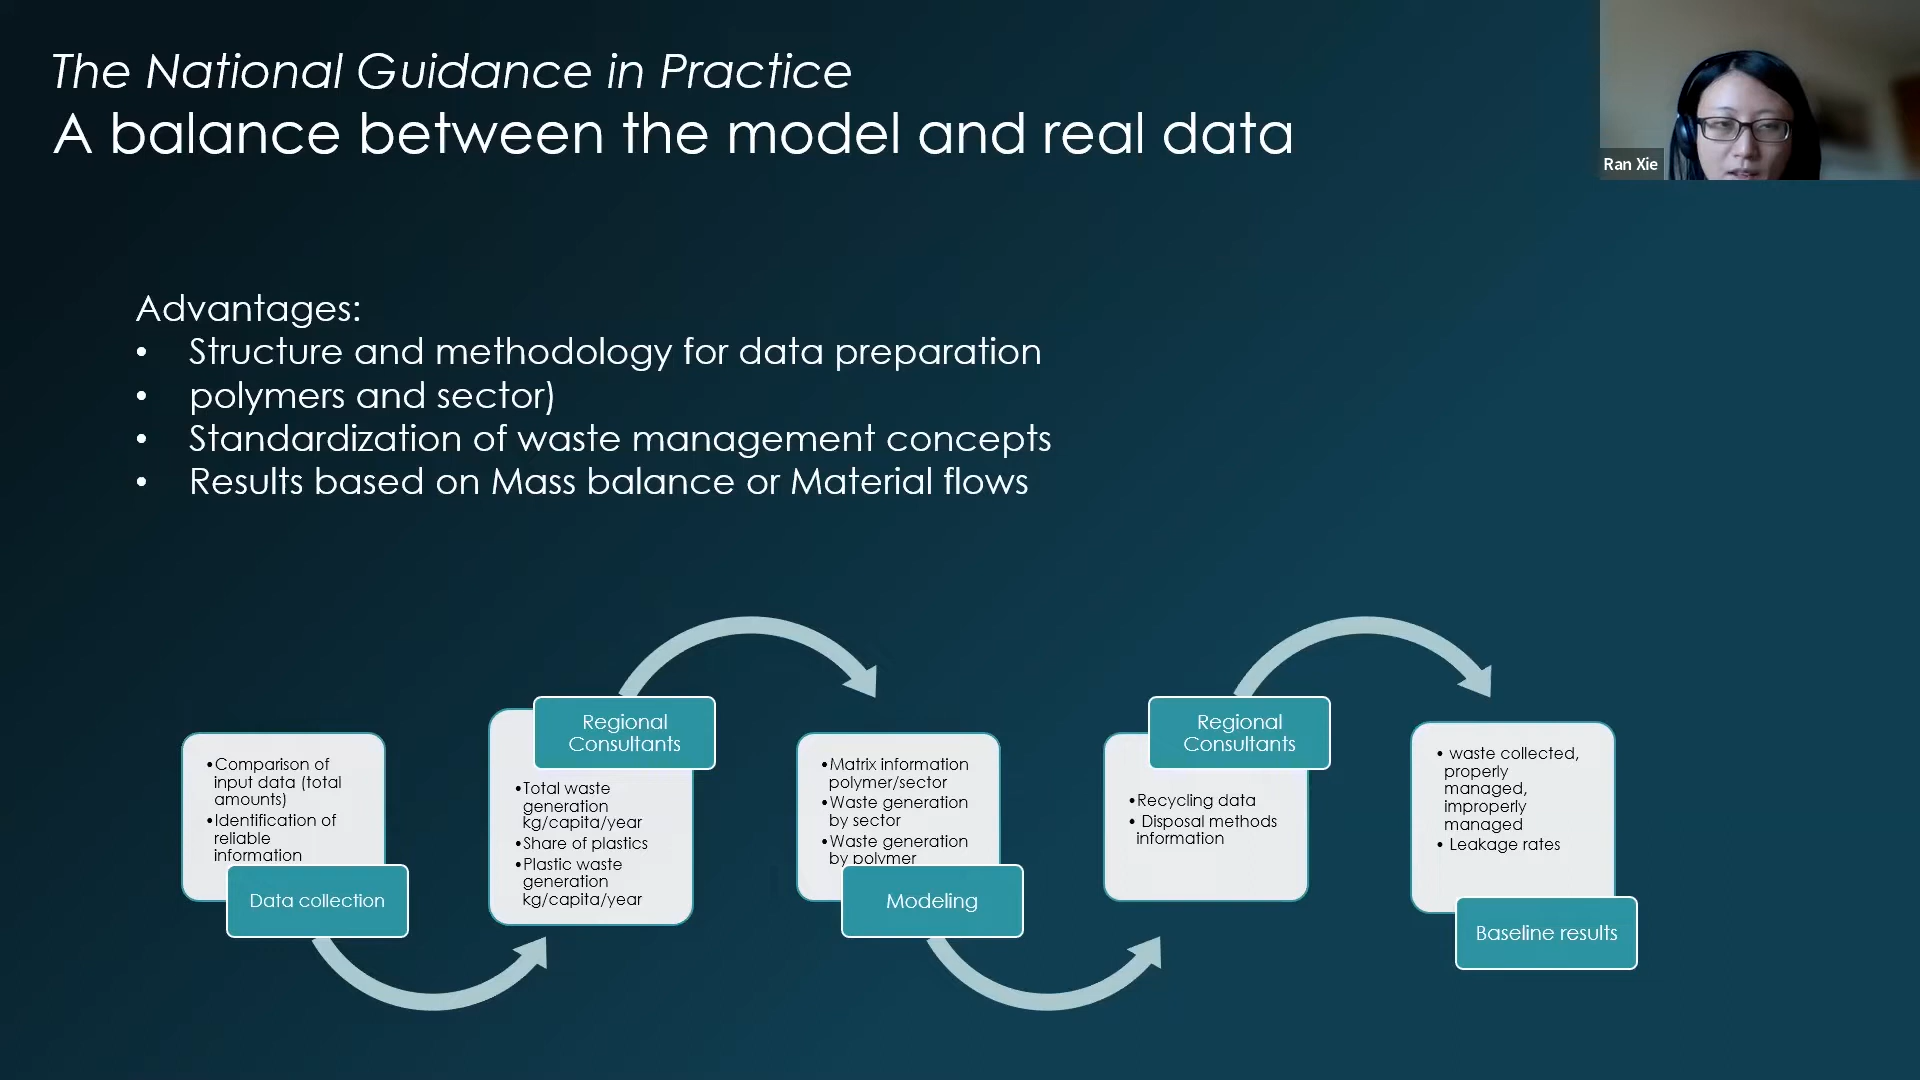 The National Guidance in Practice
A balance between the model and real data
Ran Xie
Advantages:
• Structure and methodology for data preparation
• polymers and sector)
• Standardization of waste management concepts
• Results based on Mass balance or Material flows
•Comparison of
input data (total
amounts)
•Identification of
reliable
information
Data collection
Regional
Consultants
•Total waste
generation
kg/capita/year
•Share of plastics
•Plastic waste
generation
kg/capita/year
•Matrix information
polymer/sector
•Waste generation
by sector
•Waste generation
by polymer
Modeling
Regional
Consultants
•Recycling data
• Disposal methods
information
• waste collected,
properly
managed,
improperly
managed
• Leakage rates
Baseline results